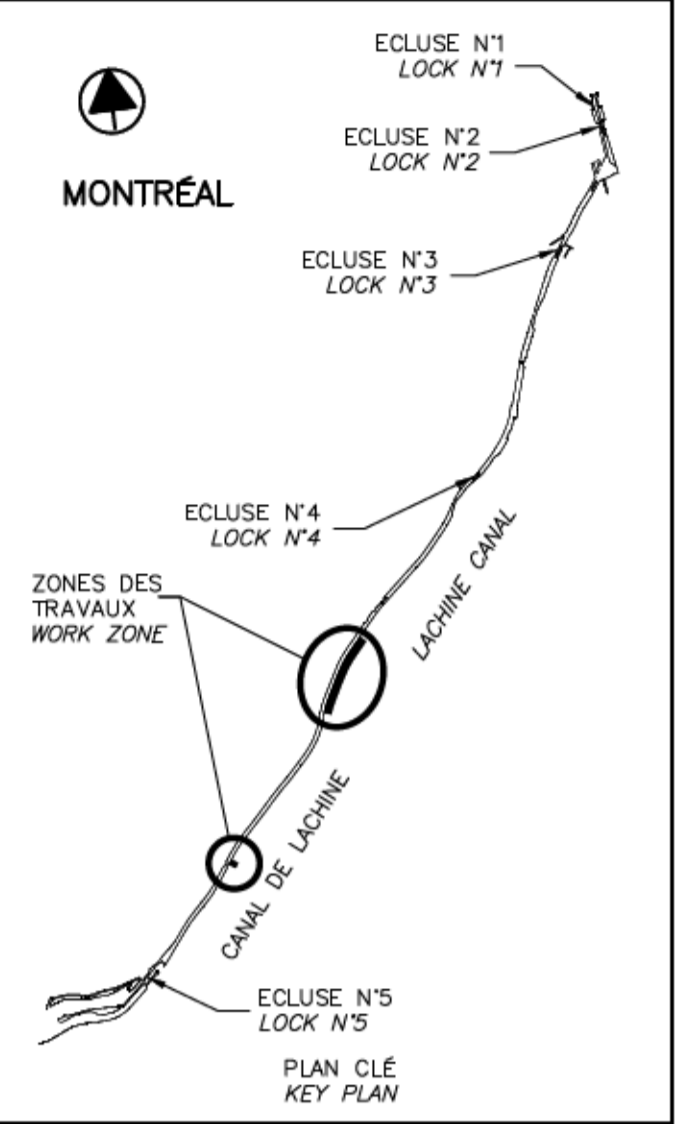 ECLUSE N°1
LOCK N°1
ECLUSE N°2
LOCK N°2
MONTRÉAL
ECLUSE N°3
LOCK N°3
ECLUSE N°4
LOCK N°4
LACHINE CANAL
ZONES DES
TRAVAUX
WORK ZONE
CANAL DE LACHINE
ECLUSE N°5
LOCK N°5
PLAN CLÉ
KEY PLAN